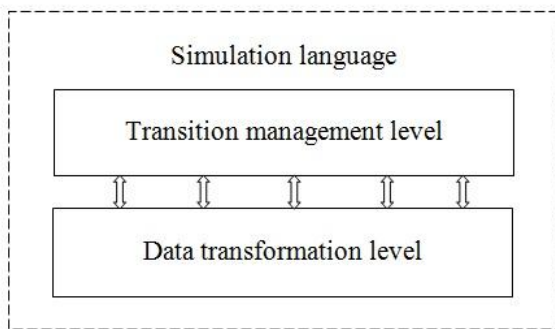 Simulation language
Transition management level
Data transformation level